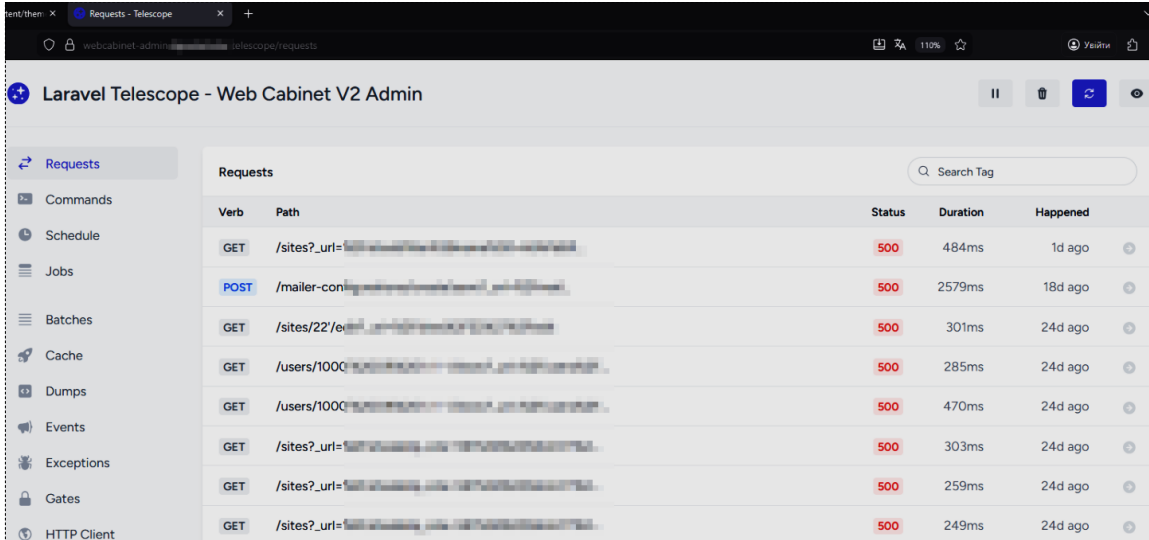 tent/them
Requests - Telescope
webcabinet-admin
telescope/requests
110%
Увійти
Laravel Telescope - Web Cabinet V2 Admin
Requests
Commands
Schedule
Jobs
Batches
Cache
Dumps
Events
Exceptions
Gates
HTTP Client
Requests
Search Tag
Verb Path Status Duration Happened
GET /sites?_url= 500 484ms 1d ago
POST /mailer-con 500 2579ms 18d ago
GET /sites/22'/e 500 301ms 24d ago
GET /users/1000 500 285ms 24d ago
GET /users/1000 500 470ms 24d ago
GET /sites?_url= 500 303ms 24d ago
GET /sites?_url= 500 259ms 24d ago
GET /sites?_url= 500 249ms 24d ago